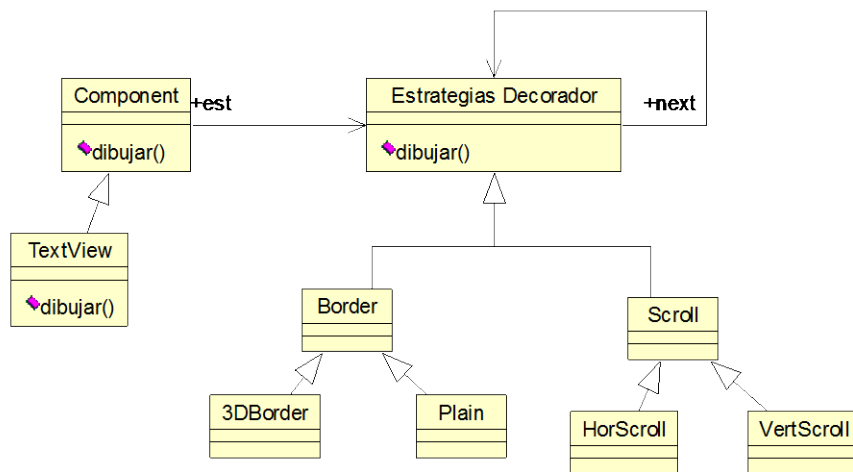 Component
+est
dibujar()
Estrategias Decorador
+next
dibujar()
TextView
dibujar()
Border
Scroll
3DBorder
Plain
HorScroll
VertScroll